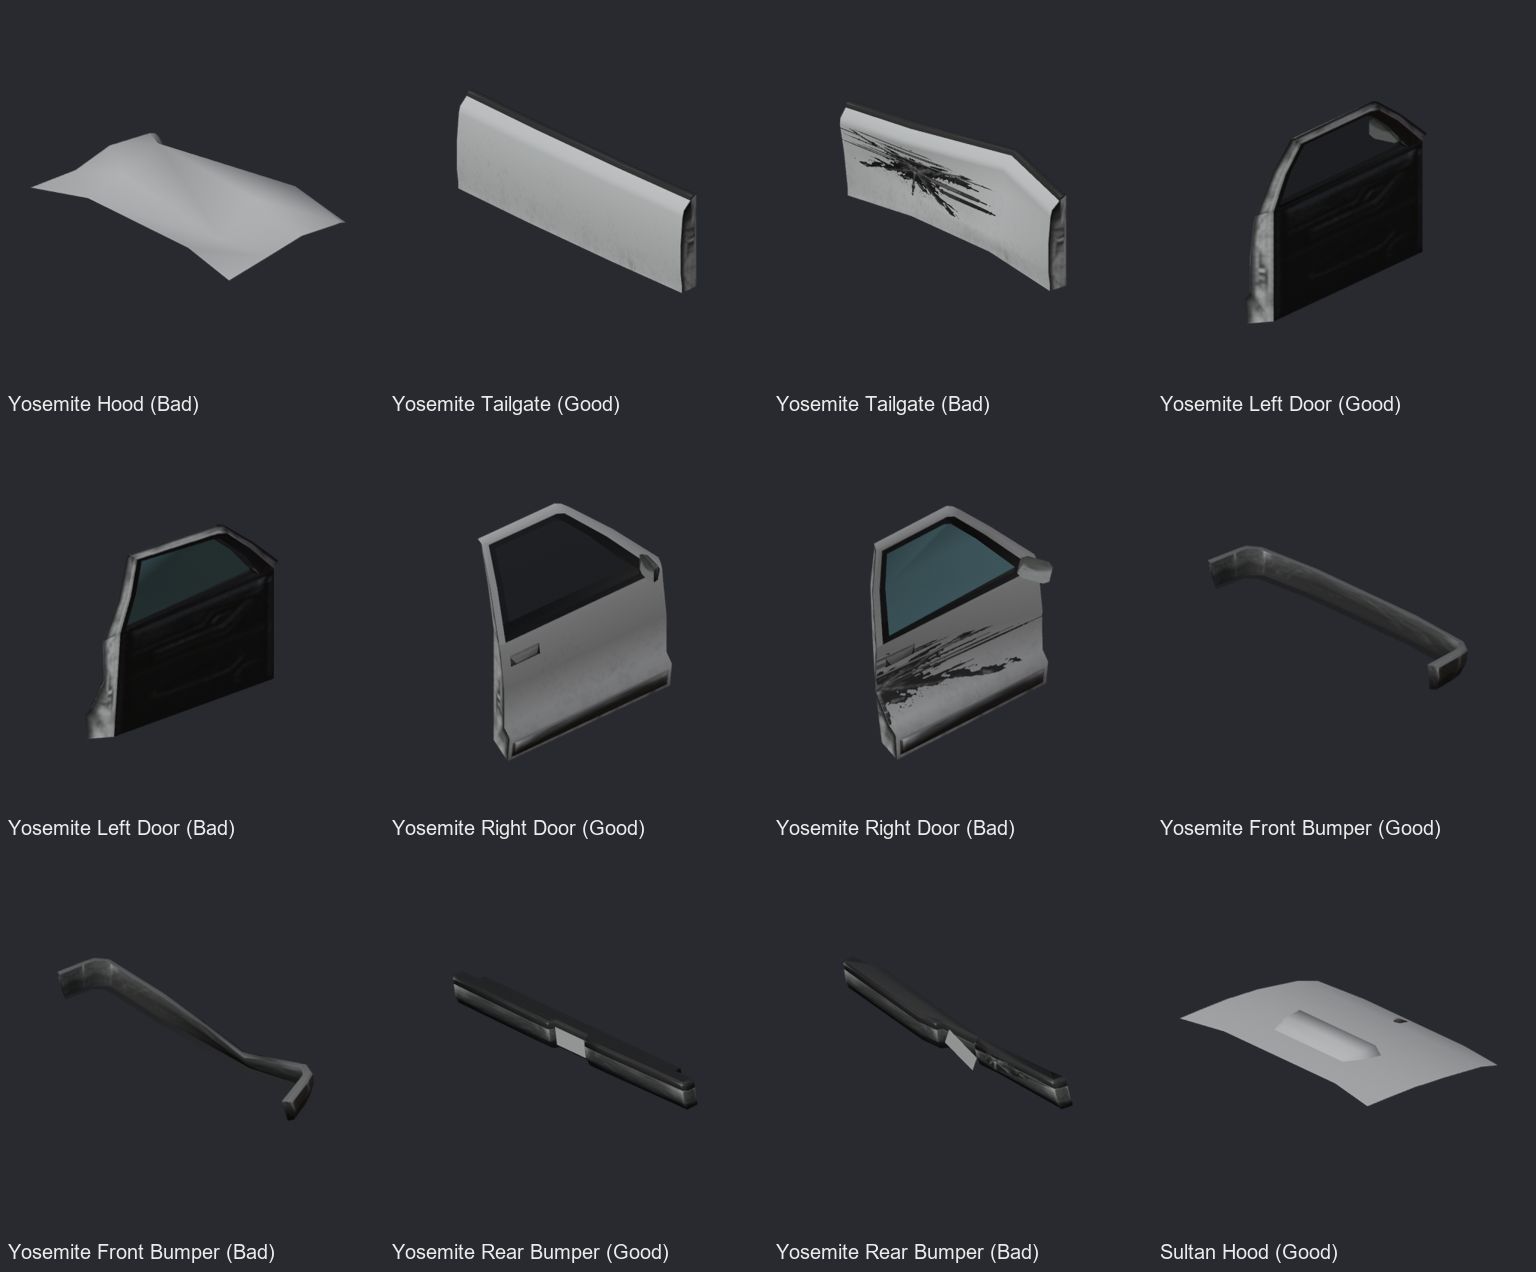 Yosemite Hood (Bad)
Yosemite Tailgate (Good)
Yosemite Tailgate (Bad)
Yosemite Left Door (Good)
Yosemite Left Door (Bad)
Yosemite Right Door (Good)
Yosemite Right Door (Bad)
Yosemite Front Bumper (Good)
Yosemite Front Bumper (Bad)
Yosemite Rear Bumper (Good)
Yosemite Rear Bumper (Bad)
Sultan Hood (Good)